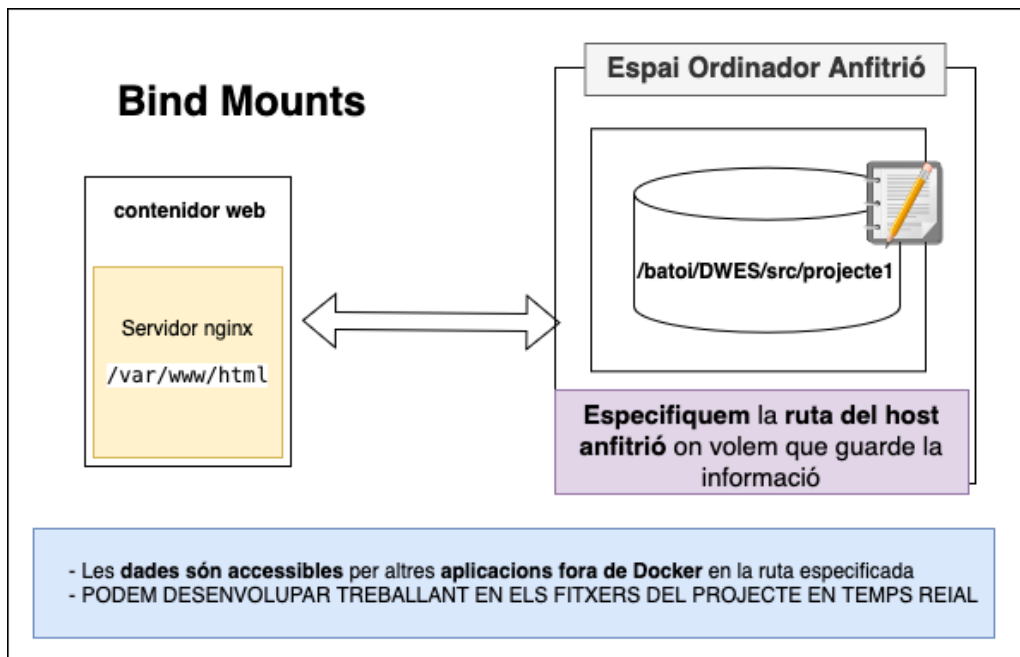 Bind Mounts
Espai Ordinador Anfitrió
contenidor web
Servidor nginx
/var/www/html
/batoi/DWES/src/projecte1
Especifiquem la ruta del host
anfitrió on volem que guarde la
informació
- Les dades són accessibles per altres aplicacions fora de Docker en la ruta especificada
- PODEM DESENVOLUPAR TREBALLANT EN ELS FITXERS DEL PROJECTE EN TEMPS REIAL